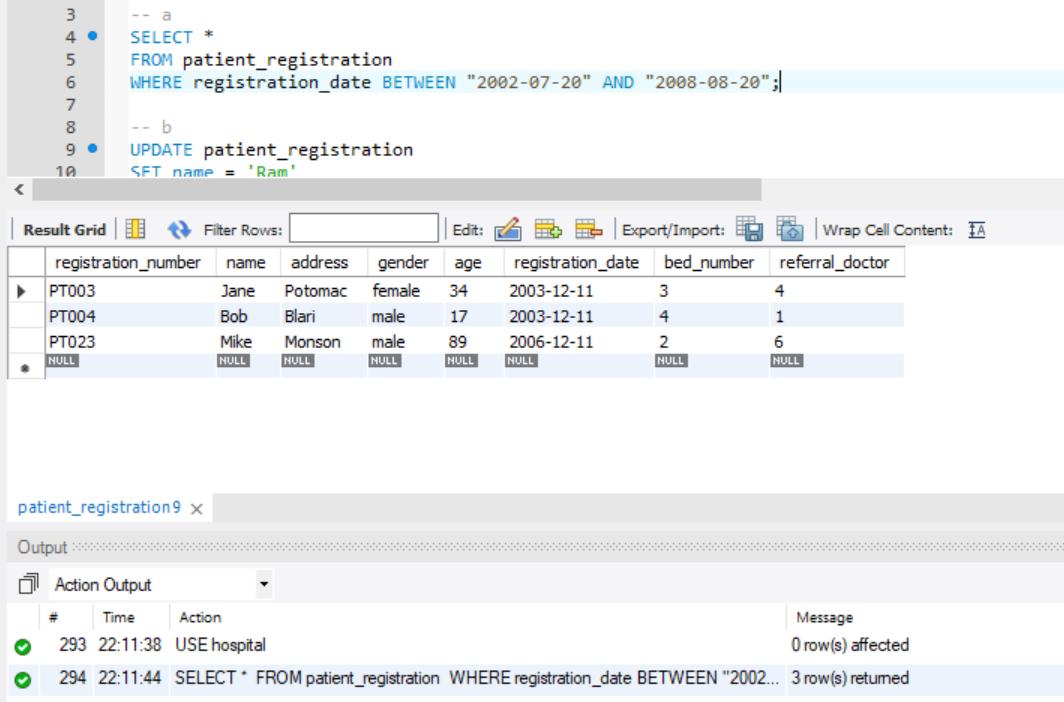 3 -- a
4 SELECT *
5 FROM patient_registration
6 WHERE registration_date BETWEEN "2002-07-20" AND "2008-08-20";
7
8 -- b
9 UPDATE patient_registration
10 SET name = 'Ram'
Result Grid Filter Rows: Edit: Export/Import: Wrap Cell Content: IA
registration_number name address gender age registration_date bed_number referral_doctor
PT003 Jane Potomac female 34 2003-12-11 3 4
PT004 Bob Blari male 17 2003-12-11 4 1
PT023 Mike Monson male 89 2006-12-11 2 6
NULL NULL NULL NULL NULL NULL NULL NULL
patient_registration 9
Output
Action Output
# Time Action Message
293 22:11:38 USE hospital 0 row(s) affected
294 22:11:44 SELECT * FROM patient_registration WHERE registration_date BETWEEN "2002... 3 row(s) returned